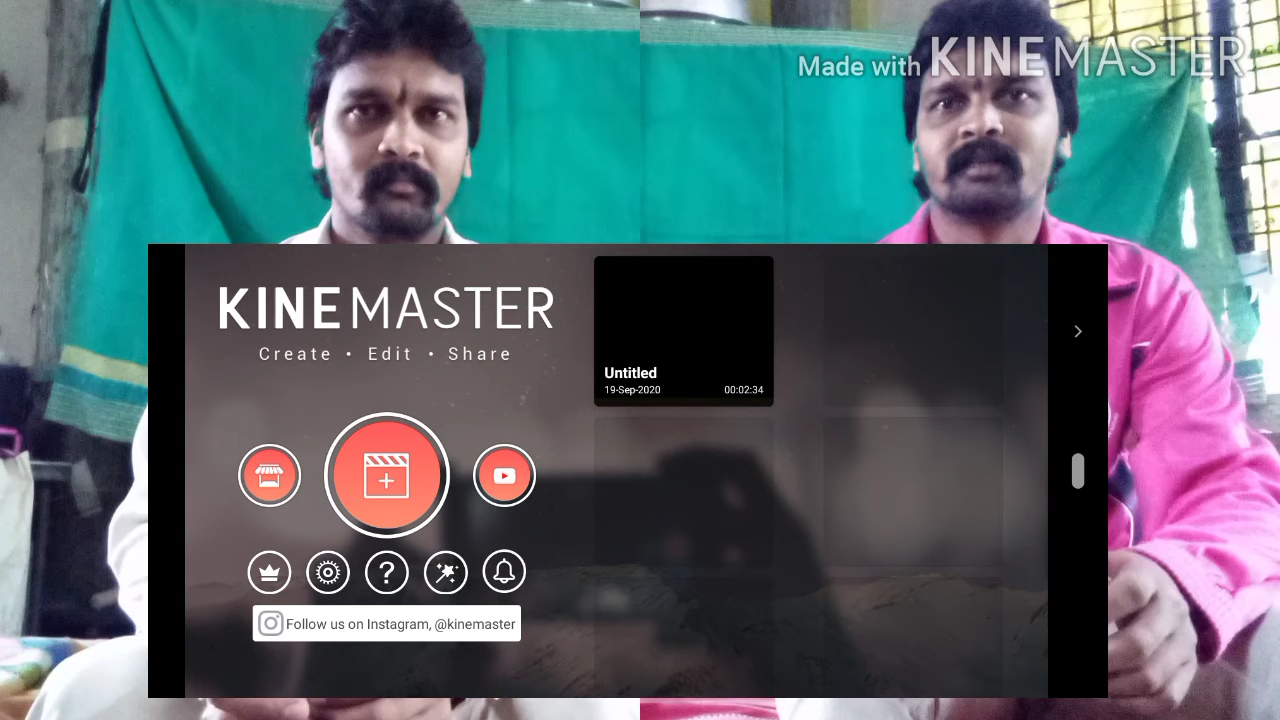 Made with KINEMASTER
KINEMASTER
Create • Edit • Share
Untitled
19-Sep-2020 00:02:34
Follow us on Instagram, @kinemaster